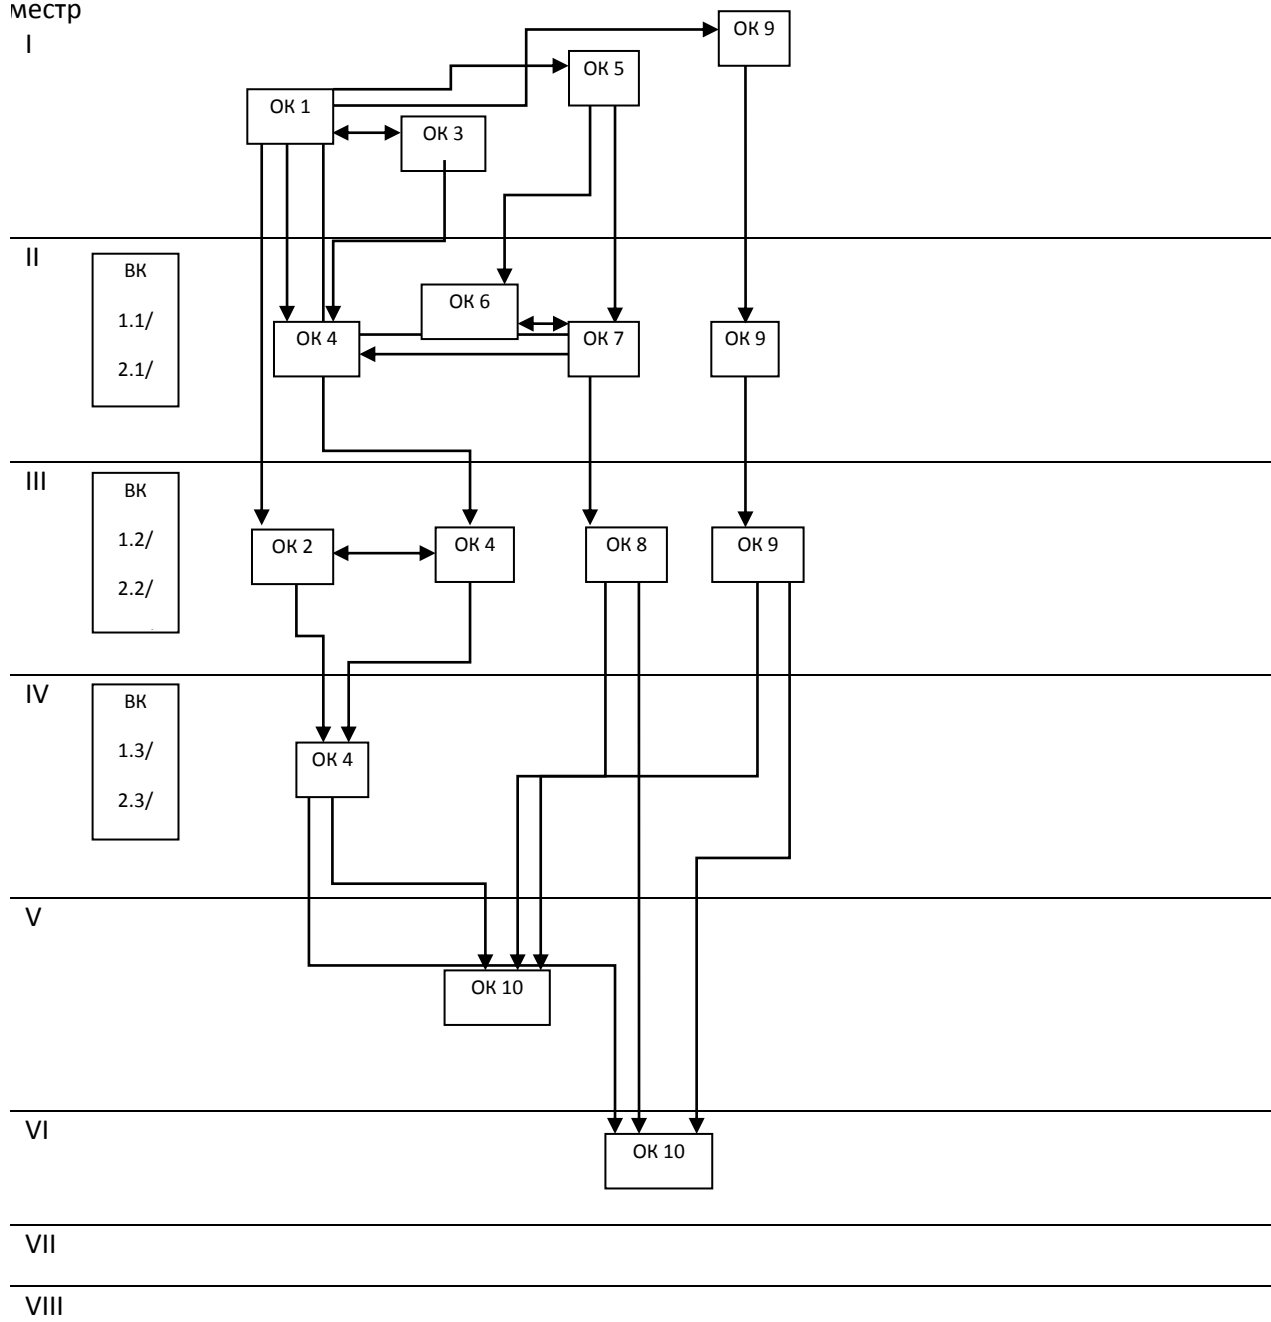 местр
I
ОК 9
ОК 5
ОК 1
ОК 3
II
ВК
1.1/
2.1/
ОК 6
ОК 4
ОК 7
ОК 9
III
ВК
1.2/
2.2/
ОК 2
ОК 4
ОК 8
ОК 9
IV
ВК
1.3/
2.3/
ОК 4
V
ОК 10
VI
ОК 10
VII
VIII